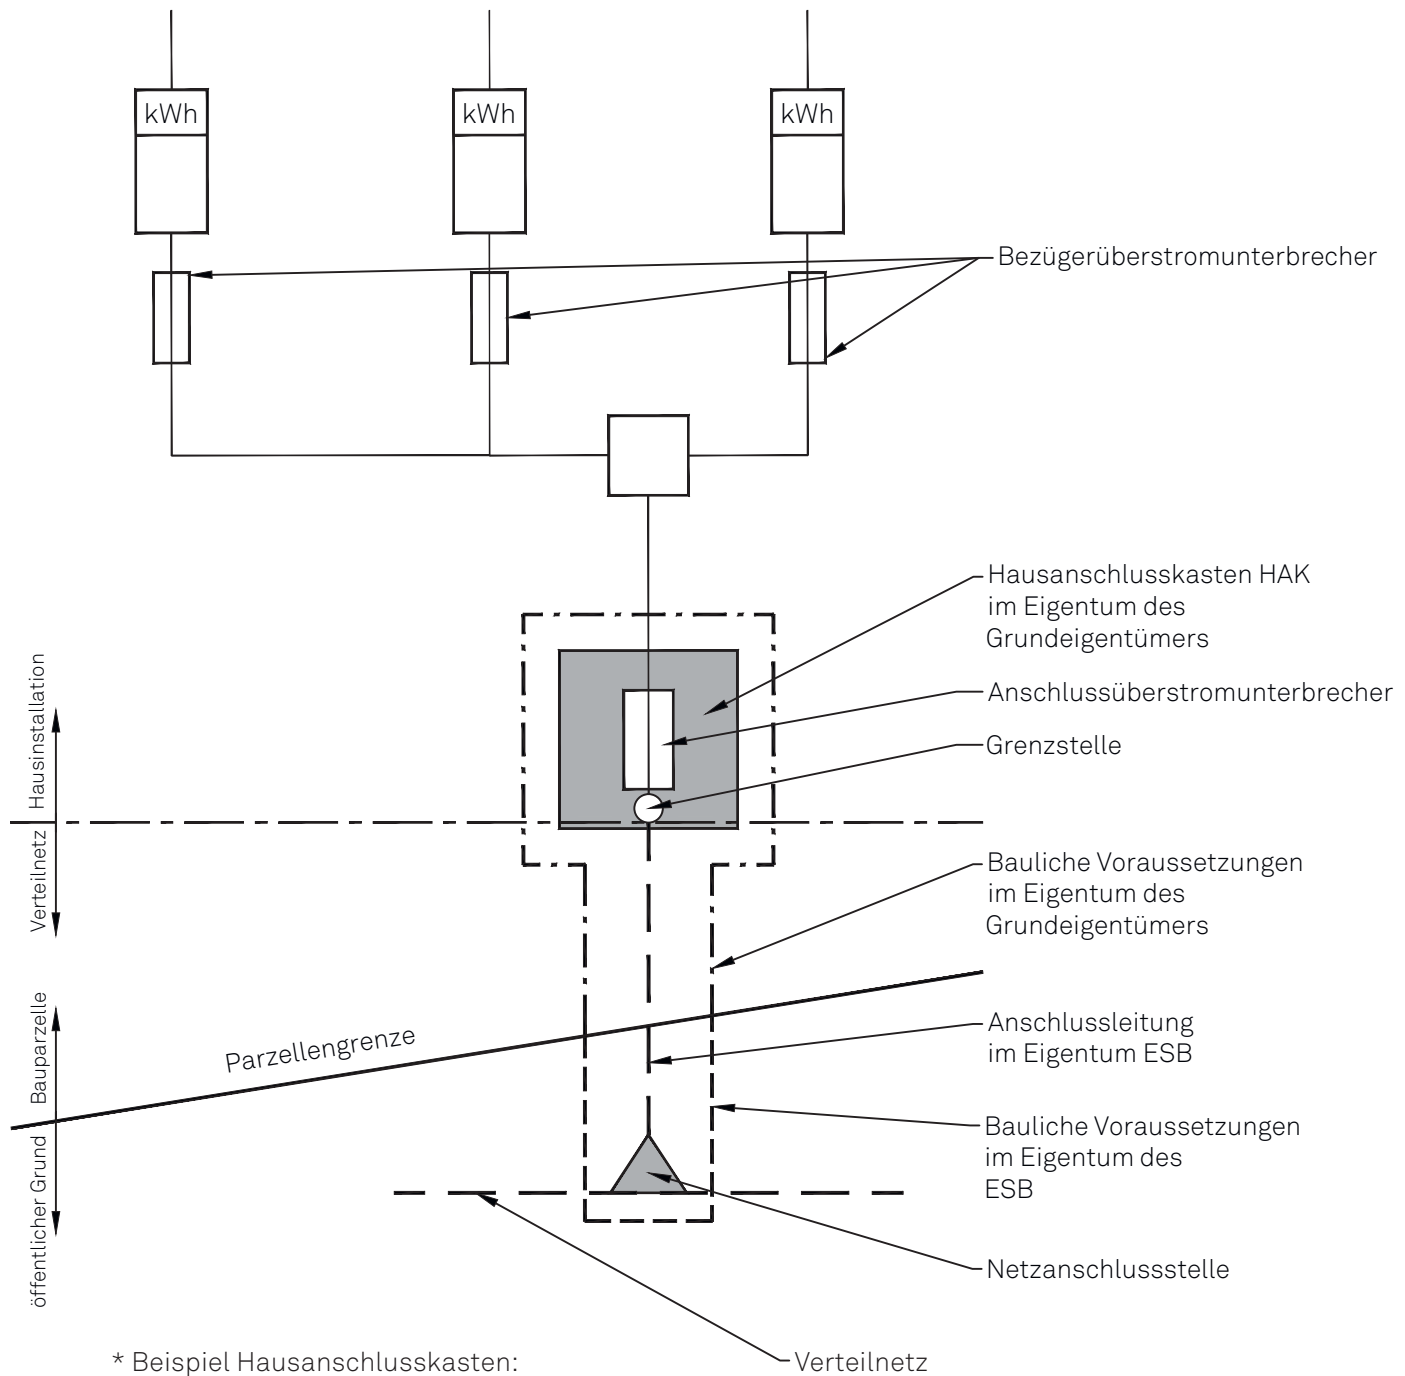 kWh
kWh
kWh
Bezügerüberstromunterbrecher
Hausanschlusskasten HAK
im Eigentum des
Grundeigentümers
Anschlussüberstromunterbrecher
Grenzstelle
Hausinstallation
Verteilnetz
Bauliche Voraussetzungen
im Eigentum des
Grundeigentümers
Parzellengrenze
Bauparzelle
öffentlicher Grund
Anschlussleitung
im Eigentum ESB
Bauliche Voraussetzungen
im Eigentum des
ESB
Netzanschlussstelle
* Beispiel Hausanschlusskasten:
Verteilnetz